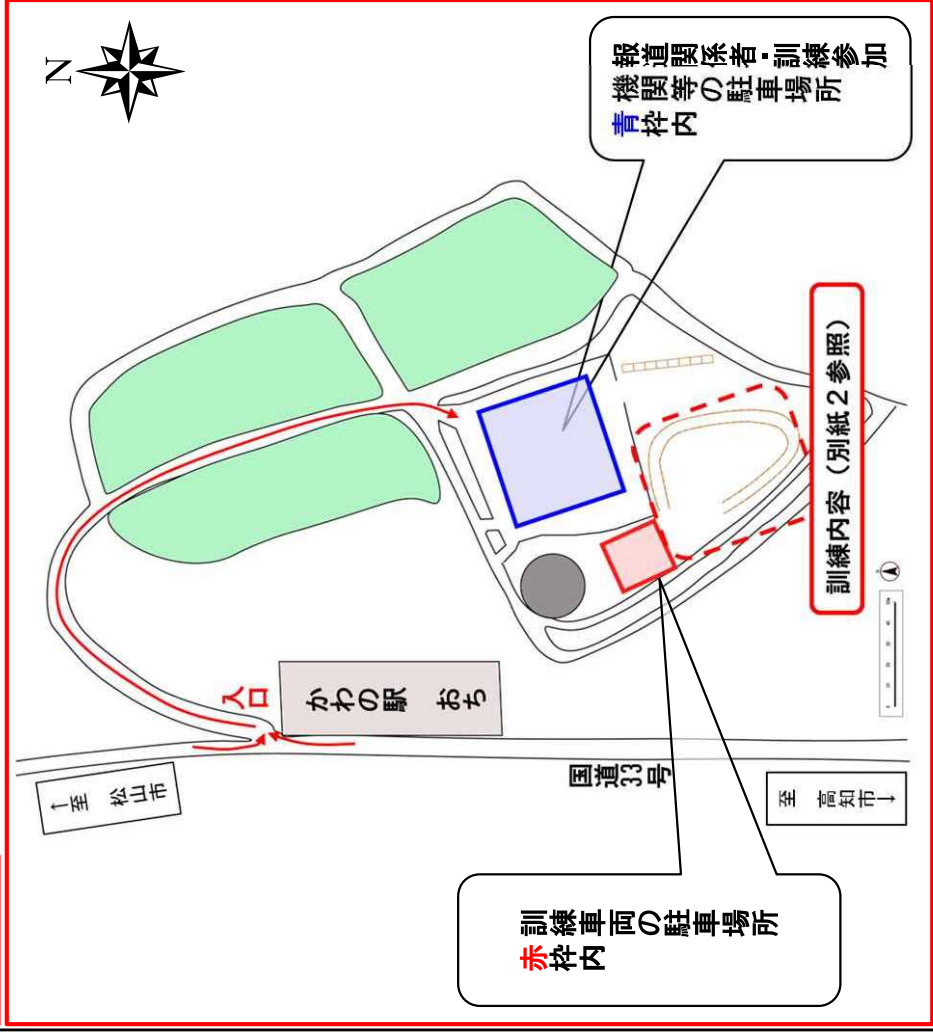 N
報道関係者・訓練参加
機関等の駐車場所
青枠内
入口
かわの駅 おち
↑
至 松山市
国道33号
至 高知市
↓
訓練内容（別紙２参照）
訓練車両の駐車場所
赤枠内